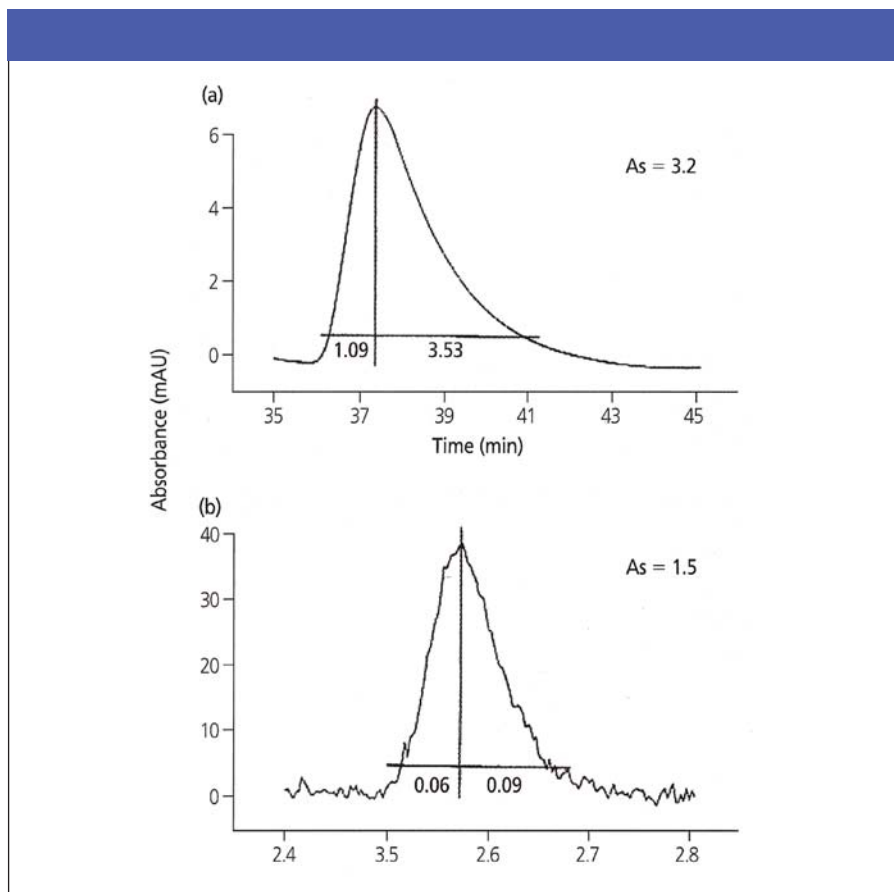 (a)
6
4
2
0
As = 3.2
1.09 3.53
35 37 39 41 43 45
Time (min)
Absorbance (mAU)
(b)
40
30
20
10
0
As = 1.5
0.06 0.09
2.4 3.5 2.6 2.7 2.8